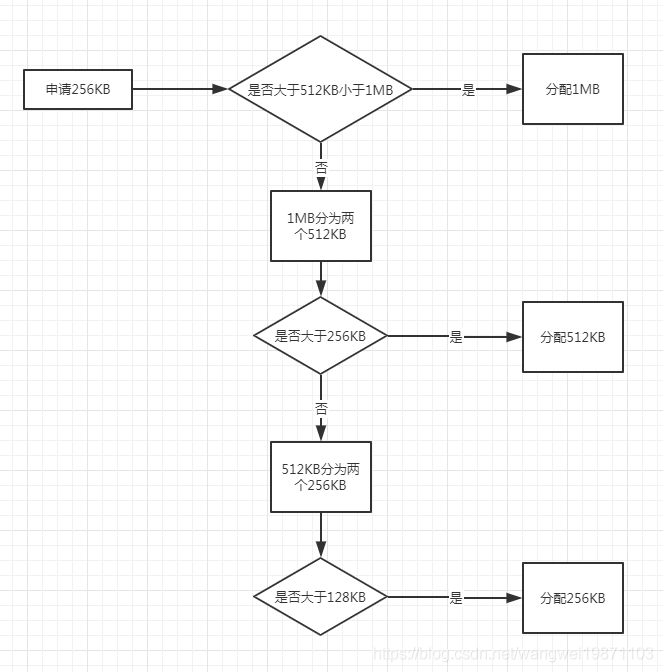 申请256KB
是否大于512KB小于1MB
是
分配1MB
否
1MB分为两
个512KB
是否大于256KB
是
分配512KB
否
512KB分为两
个256KB
是否大于128KB
是
分配256KB
https://blog.csdn.net/wangwei19871103